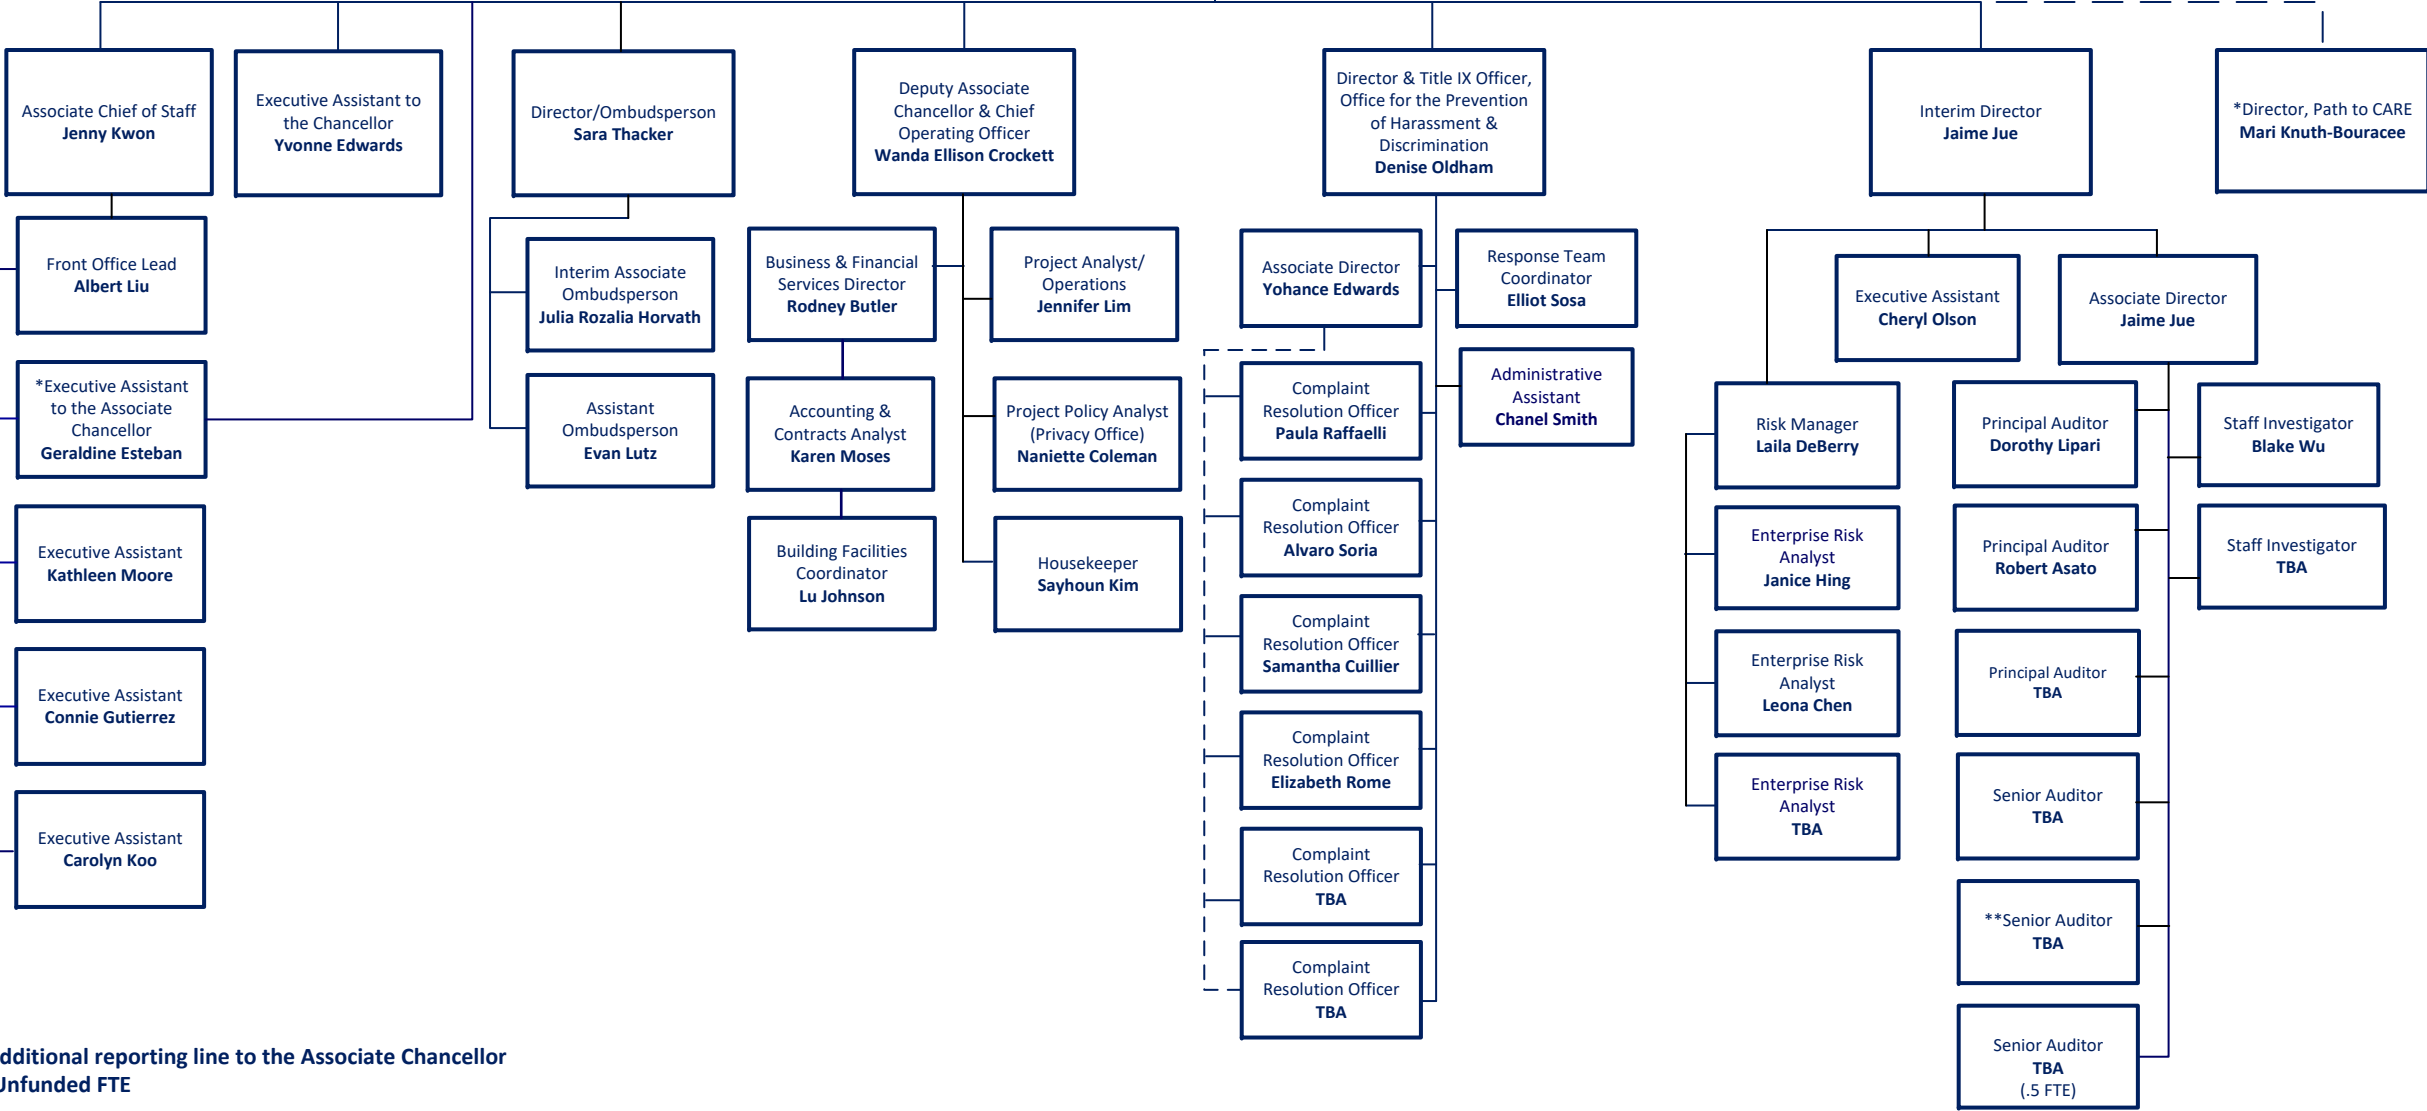 Associate Chief of Staff
Jenny Kwon
Executive Assistant to
the Chancellor
Yvonne Edwards
Director/Ombudsperson
Sara Thacker
Deputy Associate
Chancellor & Chief
Operating Officer
Wanda Ellison Crockett
Director & Title IX Officer,
Office for the Prevention
of Harassment &
Discrimination
Denise Oldham
Interim Director
Jaime Jue
*Director, Path to CARE
Mari Knuth-Bouracee
Front Office Lead
Albert Liu
*Executive Assistant
to the Associate
Chancellor
Geraldine Esteban
Executive Assistant
Kathleen Moore
Executive Assistant
Connie Gutierrez
Executive Assistant
Carolyn Koo
Interim Associate
Ombudsperson
Julia Rozalia Horvath
Assistant
Ombudsperson
Evan Lutz
Business & Financial
Services Director
Rodney Butler
Accounting &
Contracts Analyst
Karen Moses
Building Facilities
Coordinator
Lu Johnson
Project Analyst/
Operations
Jennifer Lim
Project Policy Analyst
(Privacy Office)
Naniette Coleman
Housekeeper
Sayhoun Kim
Associate Director
Yohance Edwards
Complaint
Resolution Officer
Paula Raffaelli
Complaint
Resolution Officer
Alvaro Soria
Complaint
Resolution Officer
Samantha Cuillier
Complaint
Resolution Officer
Elizabeth Rome
Complaint
Resolution Officer
TBA
Complaint
Resolution Officer
TBA
Response Team
Coordinator
Elliot Sosa
Administrative
Assistant
Chanel Smith
Executive Assistant
Cheryl Olson
Associate Director
Jaime Jue
Risk Manager
Laila DeBerry
Enterprise Risk
Analyst
Janice Hing
Enterprise Risk
Analyst
Leona Chen
Enterprise Risk
Analyst
TBA
Principal Auditor
Dorothy Lipari
Principal Auditor
Robert Asato
Principal Auditor
TBA
Senior Auditor
TBA
**Senior Auditor
TBA
Senior Auditor
TBA
(.5 FTE)
Staff Investigator
Blake Wu
Staff Investigator
TBA
dditional reporting line to the Associate Chancellor
Unfunded FTE